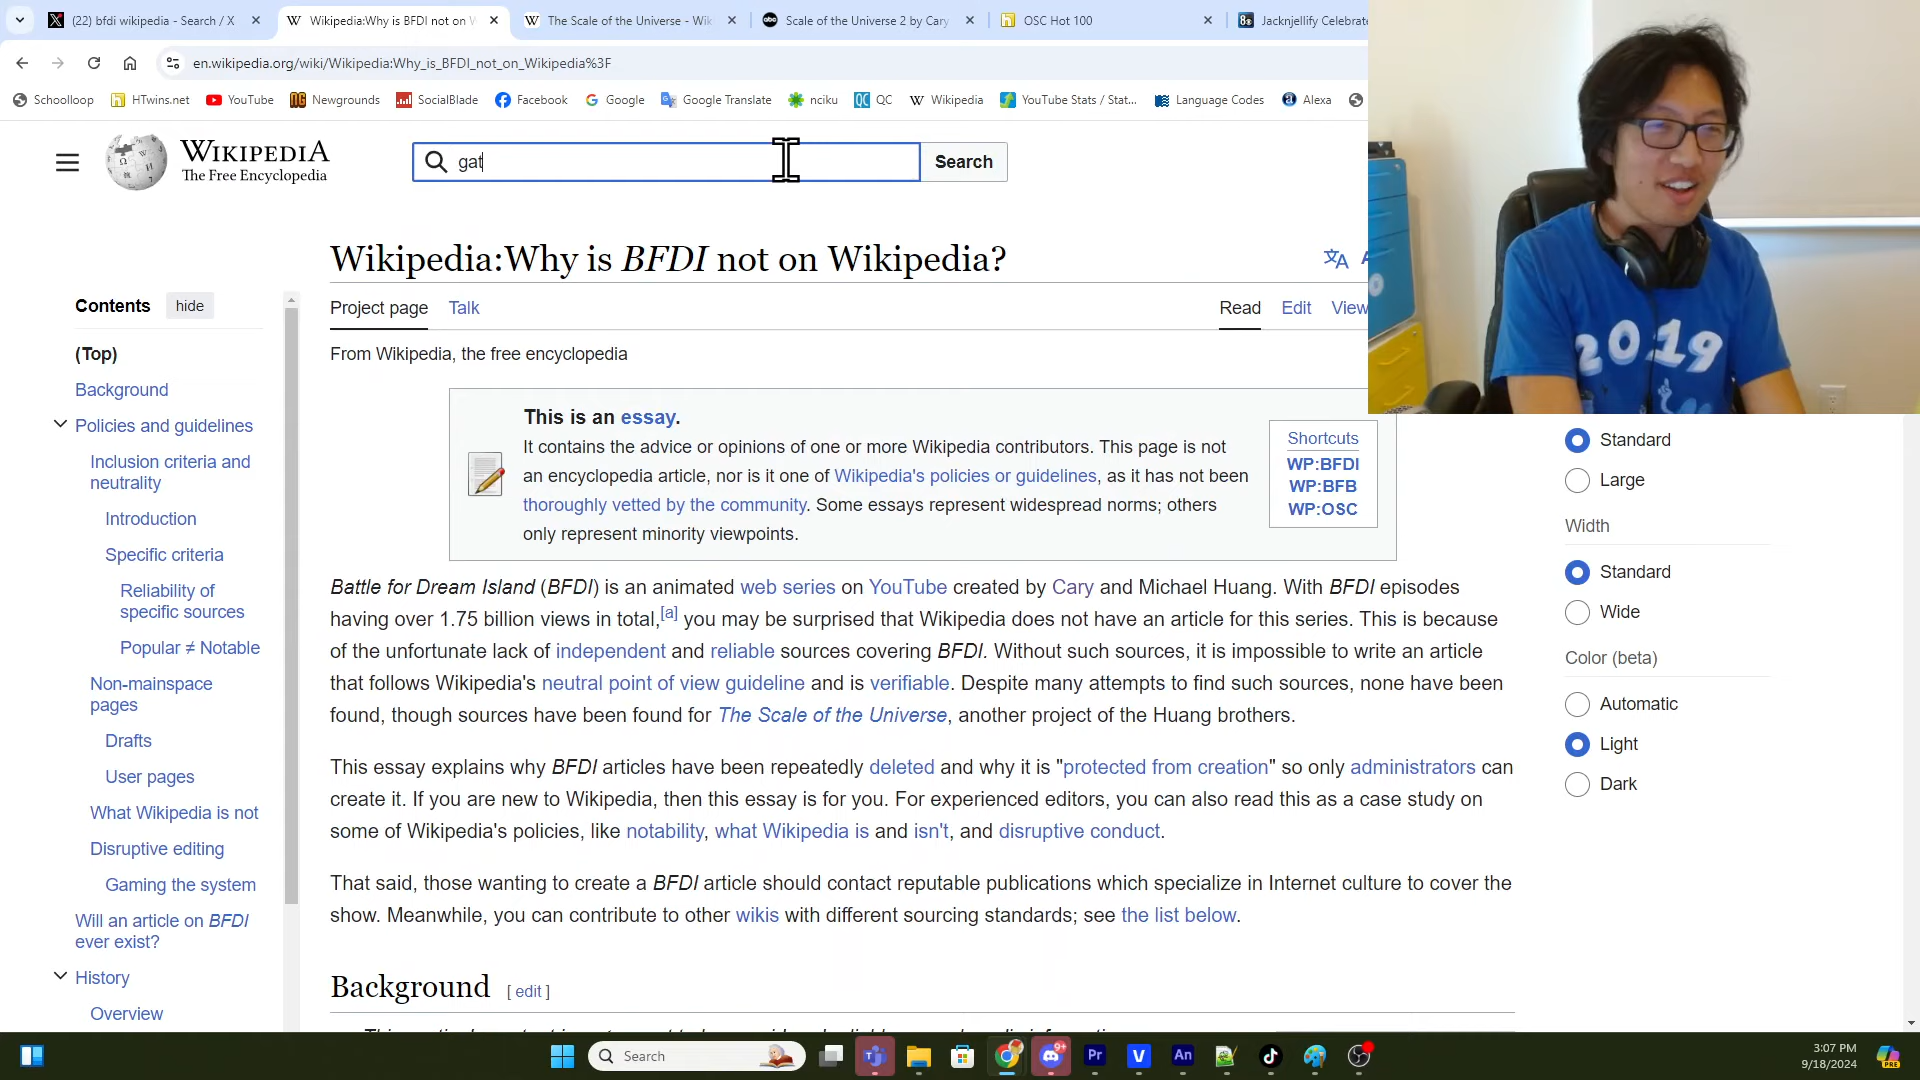 (22) bfdi wikipedia - Search / X
Wikipedia:Why is BFDI not on W
The Scale of the Universe - Wik
Scale of the Universe 2 by Cary
OSC Hot 100
Jacknjellify Celebrate
en.wikipedia.org/wiki/Wikipedia:Why_is_BFDI_not_on_Wikipedia%3F
Schoolloop
HTwins.net
YouTube
Newgrounds
SocialBlade
Facebook
Google
Google Translate
nciku
QC
Wikipedia
YouTube Stats / Stat...
Language Codes
Alexa
WIKIPEDIA
The Free Encyclopedia
gat
Search
Wikipedia:Why is BFDI not on Wikipedia?
Project page
Talk
Read
Edit
View
From Wikipedia, the free encyclopedia
Contents
hide
(Top)
Background
Policies and guidelines
Inclusion criteria and
neutrality
Introduction
Specific criteria
Reliability of
specific sources
Popular ≠ Notable
Non-mainspace
pages
Drafts
User pages
What Wikipedia is not
Disruptive editing
Gaming the system
Will an article on BFDI
ever exist?
History
Overview
This is an essay.
It contains the advice or opinions of one or more Wikipedia contributors. This page is not
an encyclopedia article, nor is it one of Wikipedia's policies or guidelines, as it has not been
thoroughly vetted by the community. Some essays represent widespread norms; others
only represent minority viewpoints.
Shortcuts
WP:BFDI
WP:BFB
WP:OSC
Battle for Dream Island (BFDI) is an animated web series on YouTube created by Cary and Michael Huang. With BFDI episodes
having over 1.75 billion views in total,[a] you may be surprised that Wikipedia does not have an article for this series. This is because
of the unfortunate lack of independent and reliable sources covering BFDI. Without such sources, it is impossible to write an article
that follows Wikipedia's neutral point of view guideline and is verifiable. Despite many attempts to find such sources, none have been
found, though sources have been found for The Scale of the Universe, another project of the Huang brothers.
This essay explains why BFDI articles have been repeatedly deleted and why it is "protected from creation" so only administrators can
create it. If you are new to Wikipedia, then this essay is for you. For experienced editors, you can also read this as a case study on
some of Wikipedia's policies, like notability, what Wikipedia is and isn't, and disruptive conduct.
That said, those wanting to create a BFDI article should contact reputable publications which specialize in Internet culture to cover the
show. Meanwhile, you can contribute to other wikis with different sourcing standards; see the list below.
Background [ edit ]
Standard
Large
Width
Standard
Wide
Color (beta)
Automatic
Light
Dark
2019
Search
9+
Pr
V
An
3:07 PM
9/18/2024
PRE